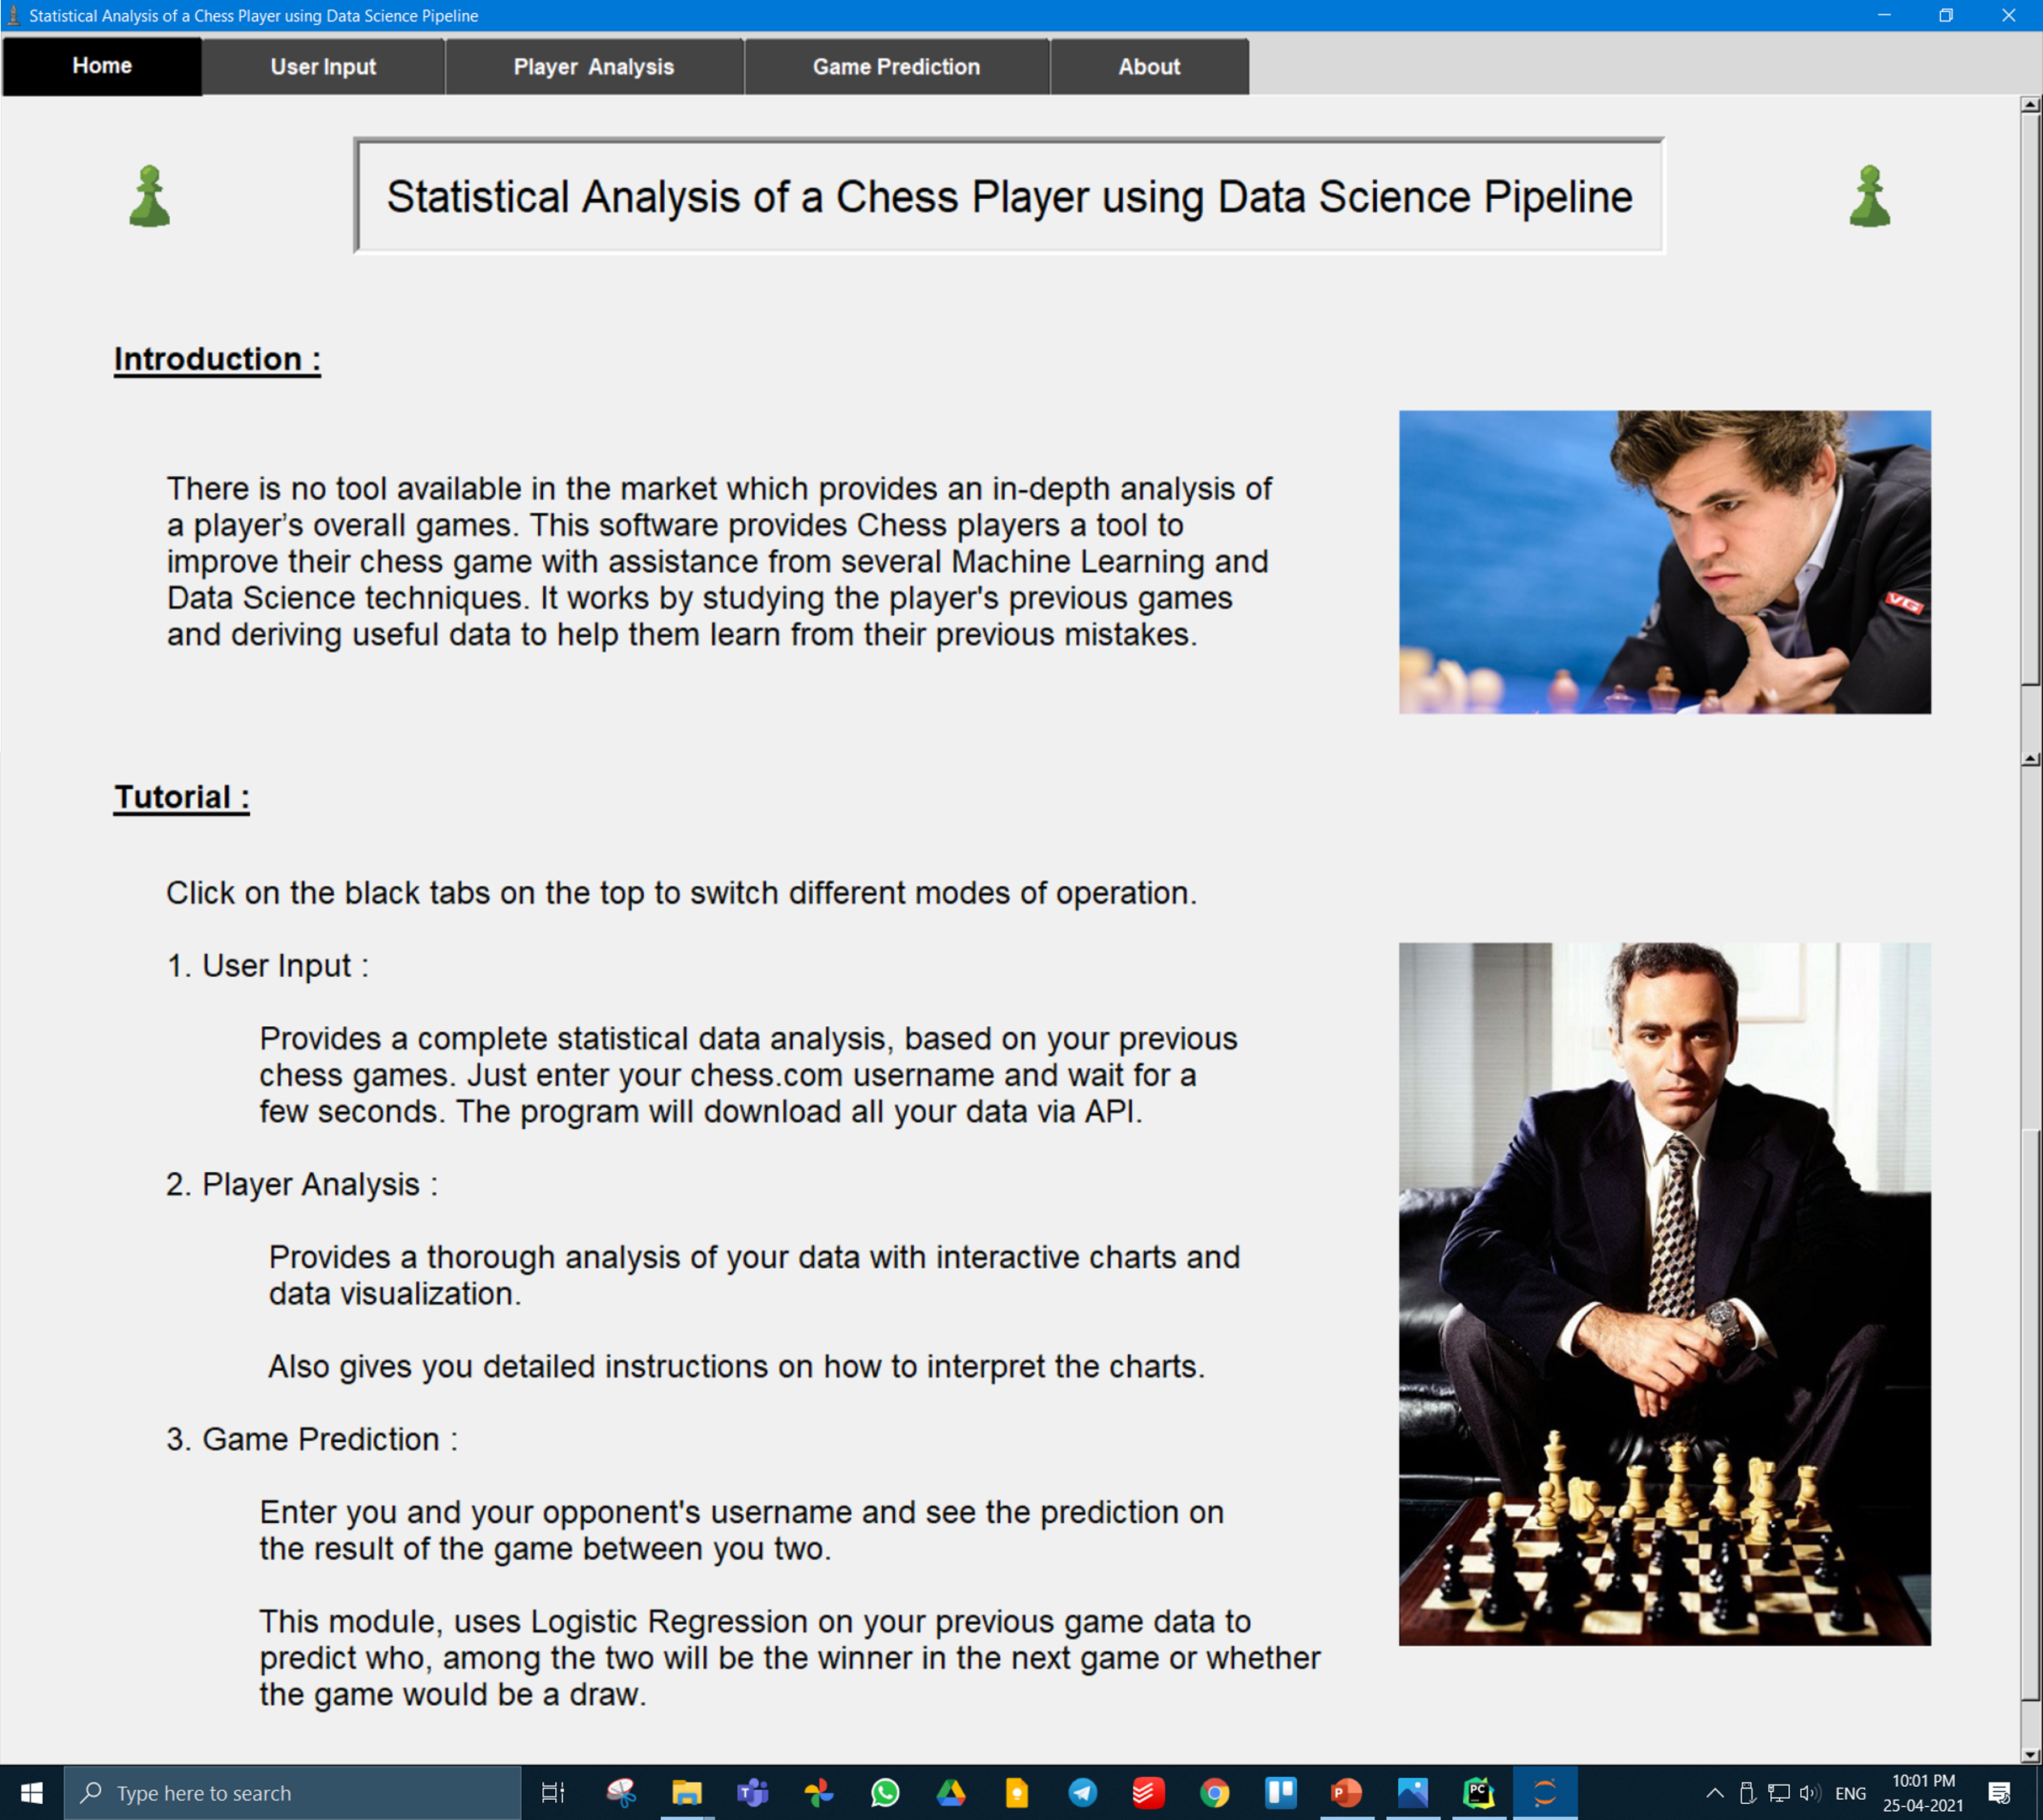 Statistical Analysis of a Chess Player using Data Science Pipeline
Home
User Input
Player Analysis
Game Prediction
About
Statistical Analysis of a Chess Player using Data Science Pipeline
Introduction :
There is no tool available in the market which provides an in-depth analysis of
a player’s overall games. This software provides Chess players a tool to
improve their chess game with assistance from several Machine Learning and
Data Science techniques. It works by studying the player's previous games
and deriving useful data to help them learn from their previous mistakes.
VG
Tutorial :
Click on the black tabs on the top to switch different modes of operation.
1. User Input :
Provides a complete statistical data analysis, based on your previous
chess games. Just enter your chess.com username and wait for a
few seconds. The program will download all your data via API.
2. Player Analysis :
Provides a thorough analysis of your data with interactive charts and
data visualization.
Also gives you detailed instructions on how to interpret the charts.
3. Game Prediction :
Enter you and your opponent's username and see the prediction on
the result of the game between you two.
This module, uses Logistic Regression on your previous game data to
predict who, among the two will be the winner in the next game or whether
the game would be a draw.
Type here to search
T
P
PC
ENG
10:01 PM
25-04-2021